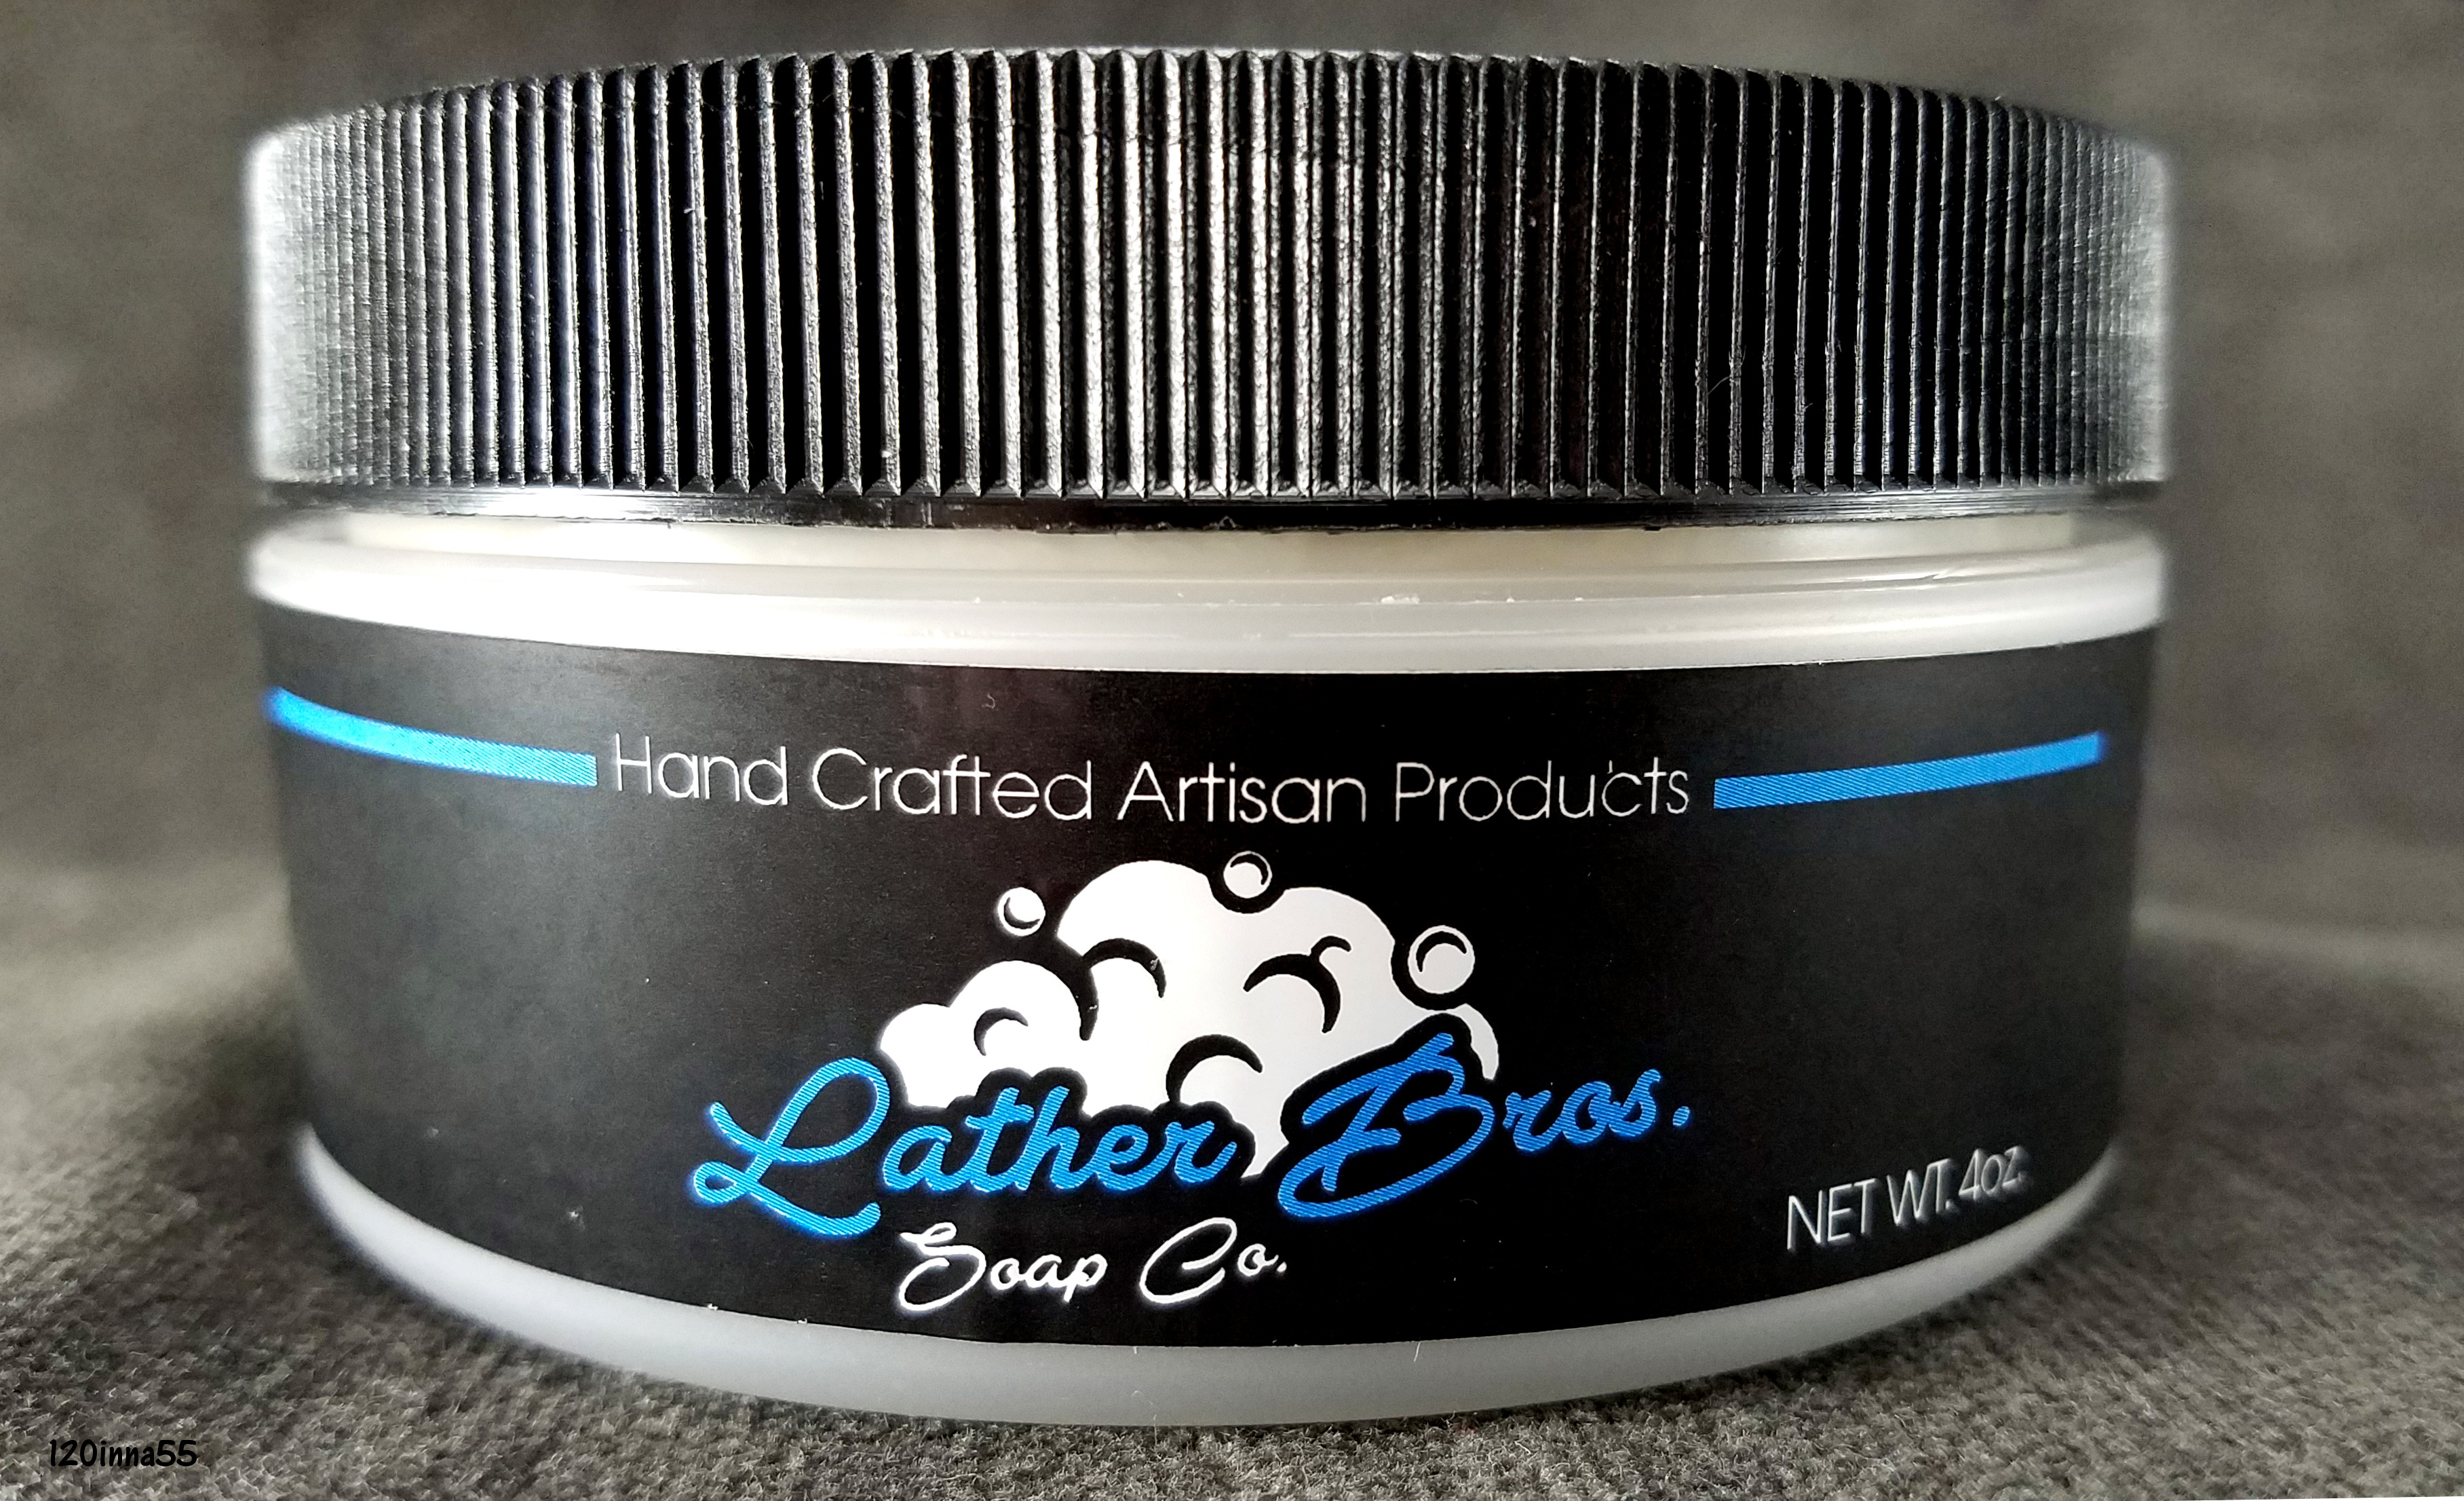 Hand Crafted Artisan Products
Lather Bros.
Soap Co.
NET WT. 4oz.
120inna55